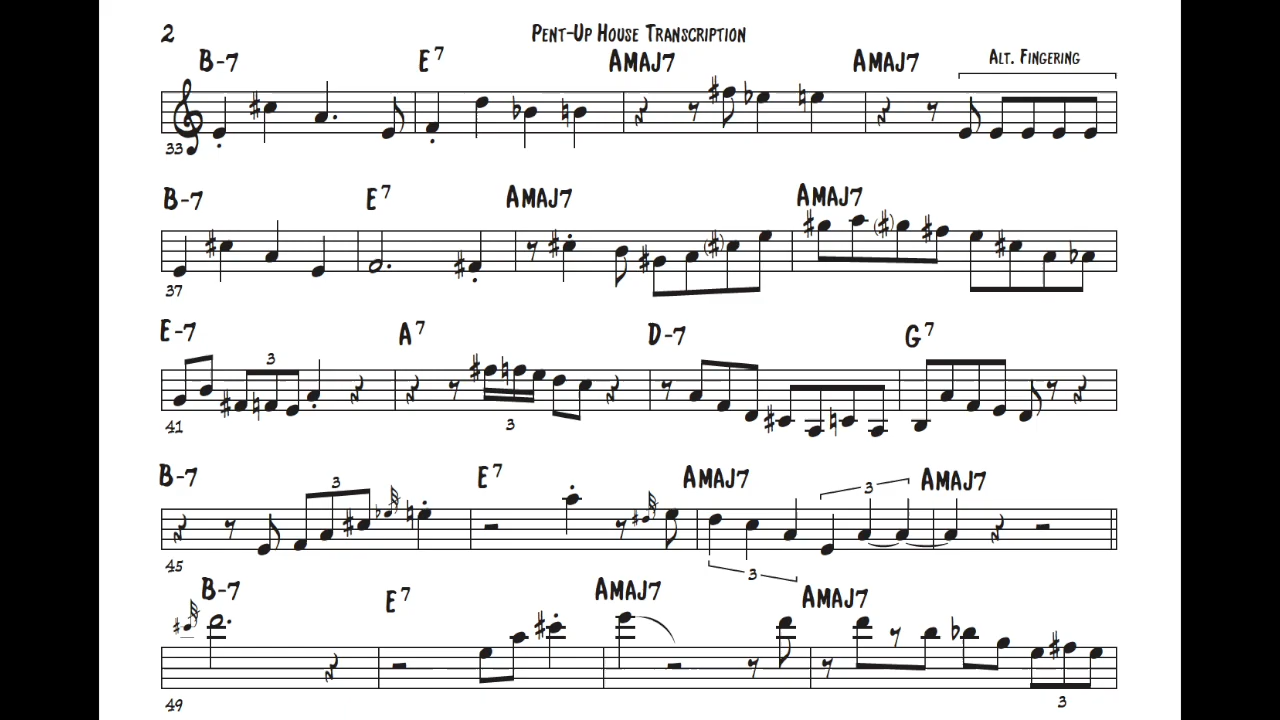 2
Pent-Up House Transcription
B-7 E7 AMAJ7 AMAJ7 Alt. Fingering
33
B-7 E7 AMAJ7 AMAJ7
37
E-7 3 A7 D-7 G7
41 3
B-7 3 E7 AMAJ7 3 AMAJ7
45 3
B-7 E7 AMAJ7 AMAJ7
49 3